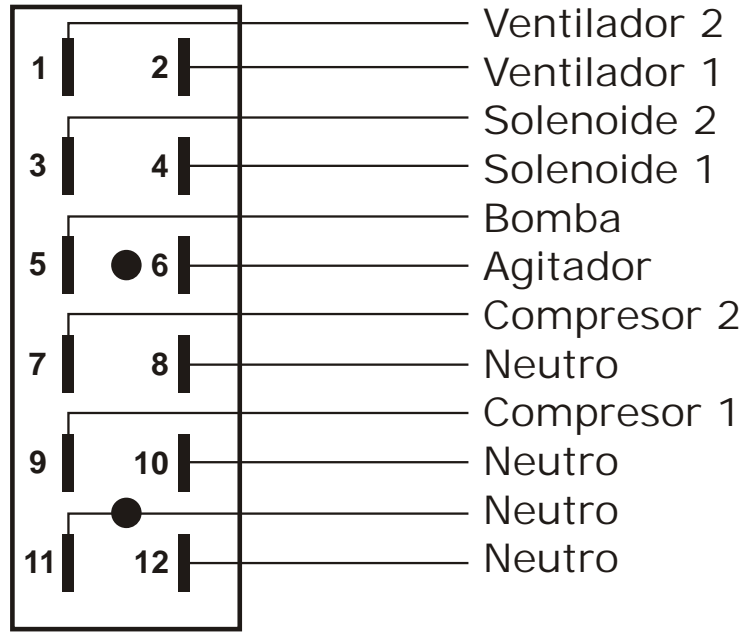 Ventilador 2
1 2 Ventilador 1
Solenoide 2
3 4 Solenoide 1
Bomba
5 6 Agitador
Compresor 2
7 8 Neutro
Compresor 1
9 10 Neutro
Neutro
11 12 Neutro